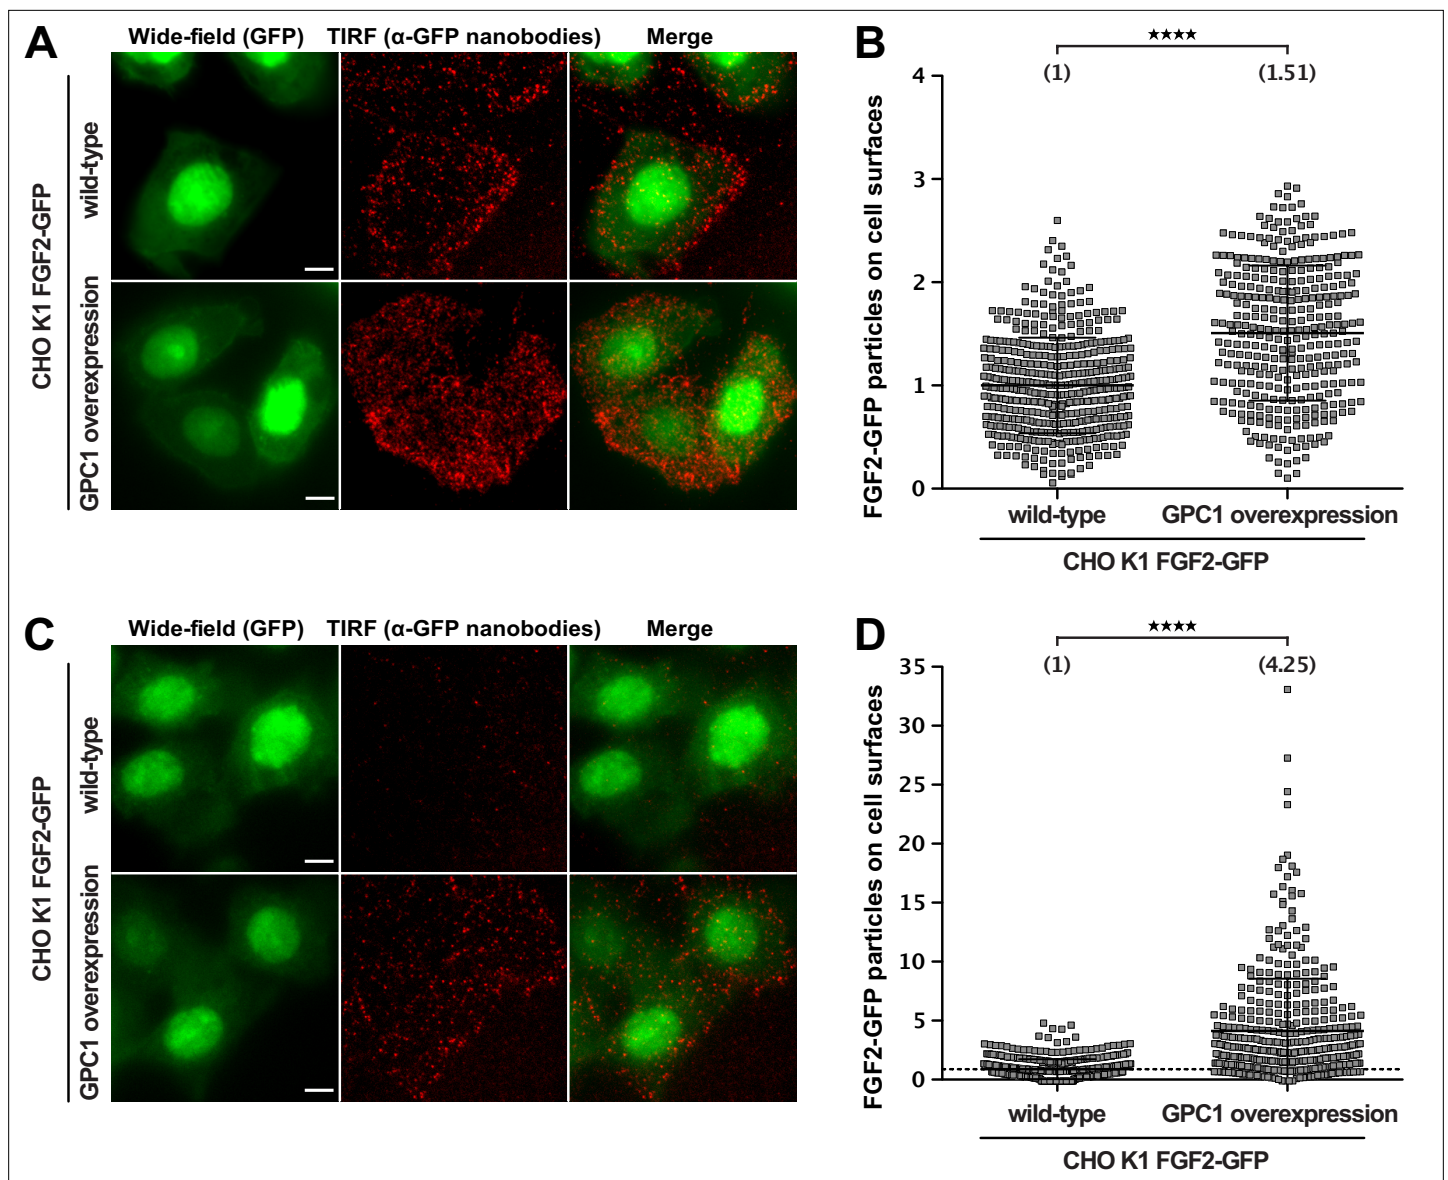 A
Wide-field (GFP) TIRF (α-GFP nanobodies) Merge
CHO K1 FGF2-GFP
wild-type
GPC1 overexpression
B
★★★★
(1) (1.51)
FGF2-GFP particles on cell surfaces
4
3
2
1
0
wild-type GPC1 overexpression
CHO K1 FGF2-GFP
C
Wide-field (GFP) TIRF (α-GFP nanobodies) Merge
CHO K1 FGF2-GFP
wild-type
GPC1 overexpression
D
★★★★
(1) (4.25)
FGF2-GFP particles on cell surfaces
35
30
25
20
15
10
5
0
wild-type GPC1 overexpression
CHO K1 FGF2-GFP